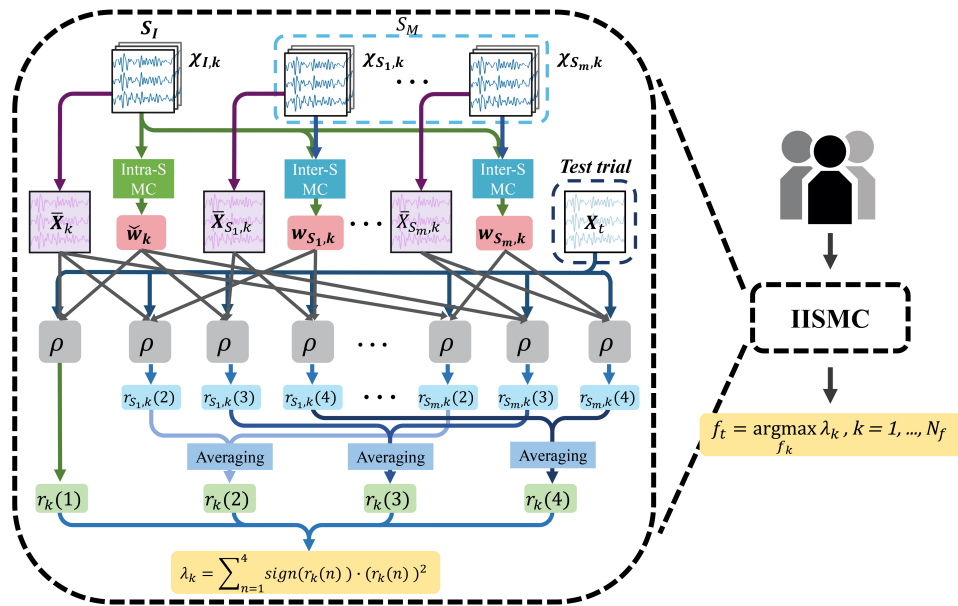 S_I
S_M
χ_{I,k}
χ_{S_1,k}
...
χ_{S_m,k}
Intra-S
MC
Inter-S
MC
Inter-S
MC
Test trial
X̅_k
w̆_k
X̅_{S_1,k}
w_{S_1,k}
...
X̅_{S_m,k}
w_{S_m,k}
X_t
ρ
ρ
ρ
ρ
...
ρ
ρ
ρ
r_{S_1,k}(2)
r_{S_1,k}(3)
r_{S_1,k}(4)
...
r_{S_m,k}(2)
r_{S_m,k}(3)
r_{S_m,k}(4)
Averaging
Averaging
Averaging
r_k(1)
r_k(2)
r_k(3)
r_k(4)
λ_k = ∑_{n=1}^{4} sign(r_k(n)) · (r_k(n))^2
IISMC
f_t = argmax_{f_k} λ_k , k = 1, ..., N_f